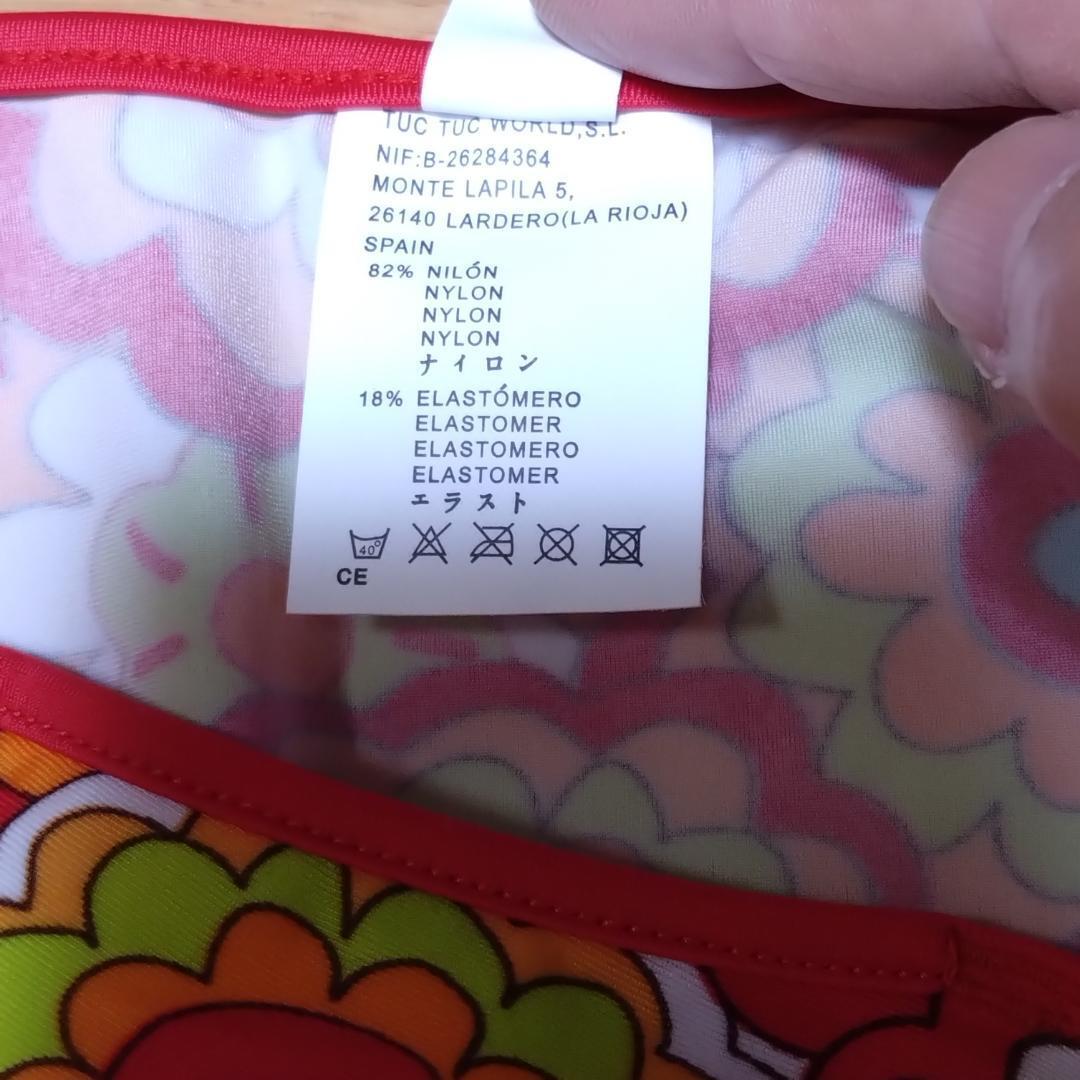 TUC TUC WORLD,S.L.
NIF:B-26284364
MONTE LAPILA 5,
26140 LARDERO(LA RIOJA)
SPAIN
82% NILÓN
NYLON
NYLON
NYLON
ナイロン
18% ELASTÓMERO
ELASTOMER
ELASTOMERO
ELASTOMER
エラスト
40°
CE